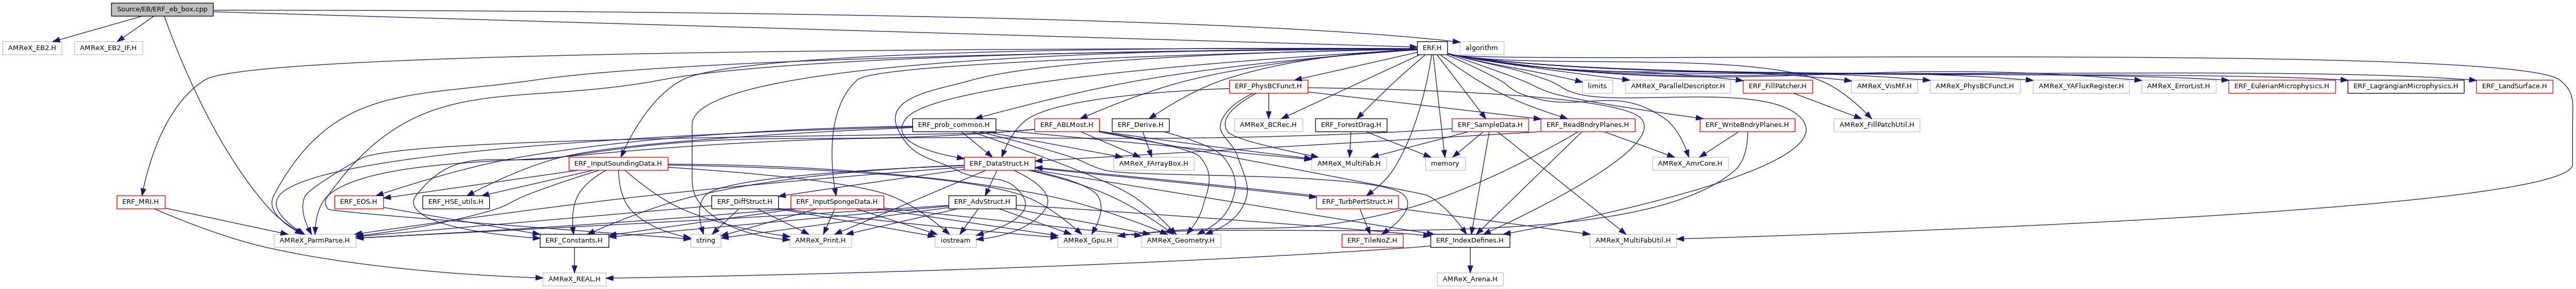 Source/EB/ERF_eb_box.cpp
AMReX_EB2.H
AMReX_EB2_IF.H
ERF.H
algorithm
ERF_PhysBCFunct.H
limits
AMReX_ParallelDescriptor.H
ERF_FillPatcher.H
AMReX_VisMF.H
AMReX_PhysBCFunct.H
AMReX_YAFluxRegister.H
AMReX_ErrorList.H
ERF_EulerianMicrophysics.H
ERF_LagrangianMicrophysics.H
ERF_LandSurface.H
ERF_prob_common.H
ERF_ABLMost.H
ERF_Derive.H
AMReX_BCRec.H
ERF_ForestDrag.H
ERF_SampleData.H
ERF_ReadBndryPlanes.H
ERF_WriteBndryPlanes.H
AMReX_FillPatchUtil.H
ERF_InputSoundingData.H
ERF_DataStruct.H
AMReX_FArrayBox.H
AMReX_MultiFab.H
memory
AMReX_AmrCore.H
ERF_MRI.H
ERF_EOS.H
ERF_HSE_utils.H
ERF_DiffStruct.H
ERF_InputSpongeData.H
ERF_AdvStruct.H
ERF_TurbPertStruct.H
AMReX_ParmParse.H
ERF_Constants.H
string
AMReX_Print.H
iostream
AMReX_Gpu.H
AMReX_Geometry.H
ERF_TileNoZ.H
ERF_IndexDefines.H
AMReX_MultiFabUtil.H
AMReX_REAL.H
AMReX_Arena.H